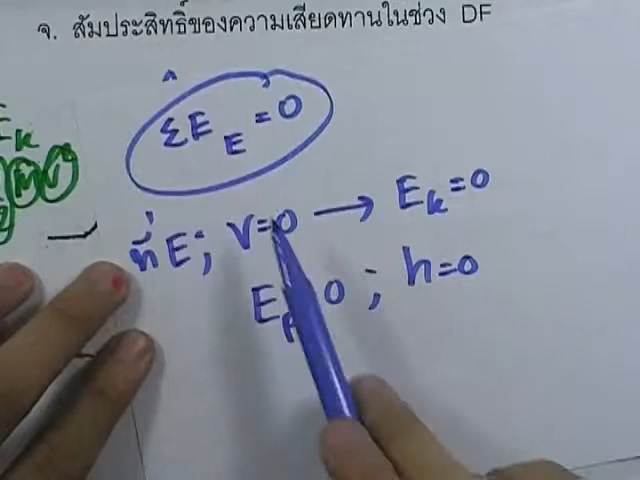 จ. สัมประสิทธิ์ของความเสียดทานในช่วง DF
ΣE_E = 0
ที่ E; v=0 → E_k = 0
E_p 0 ; h=0